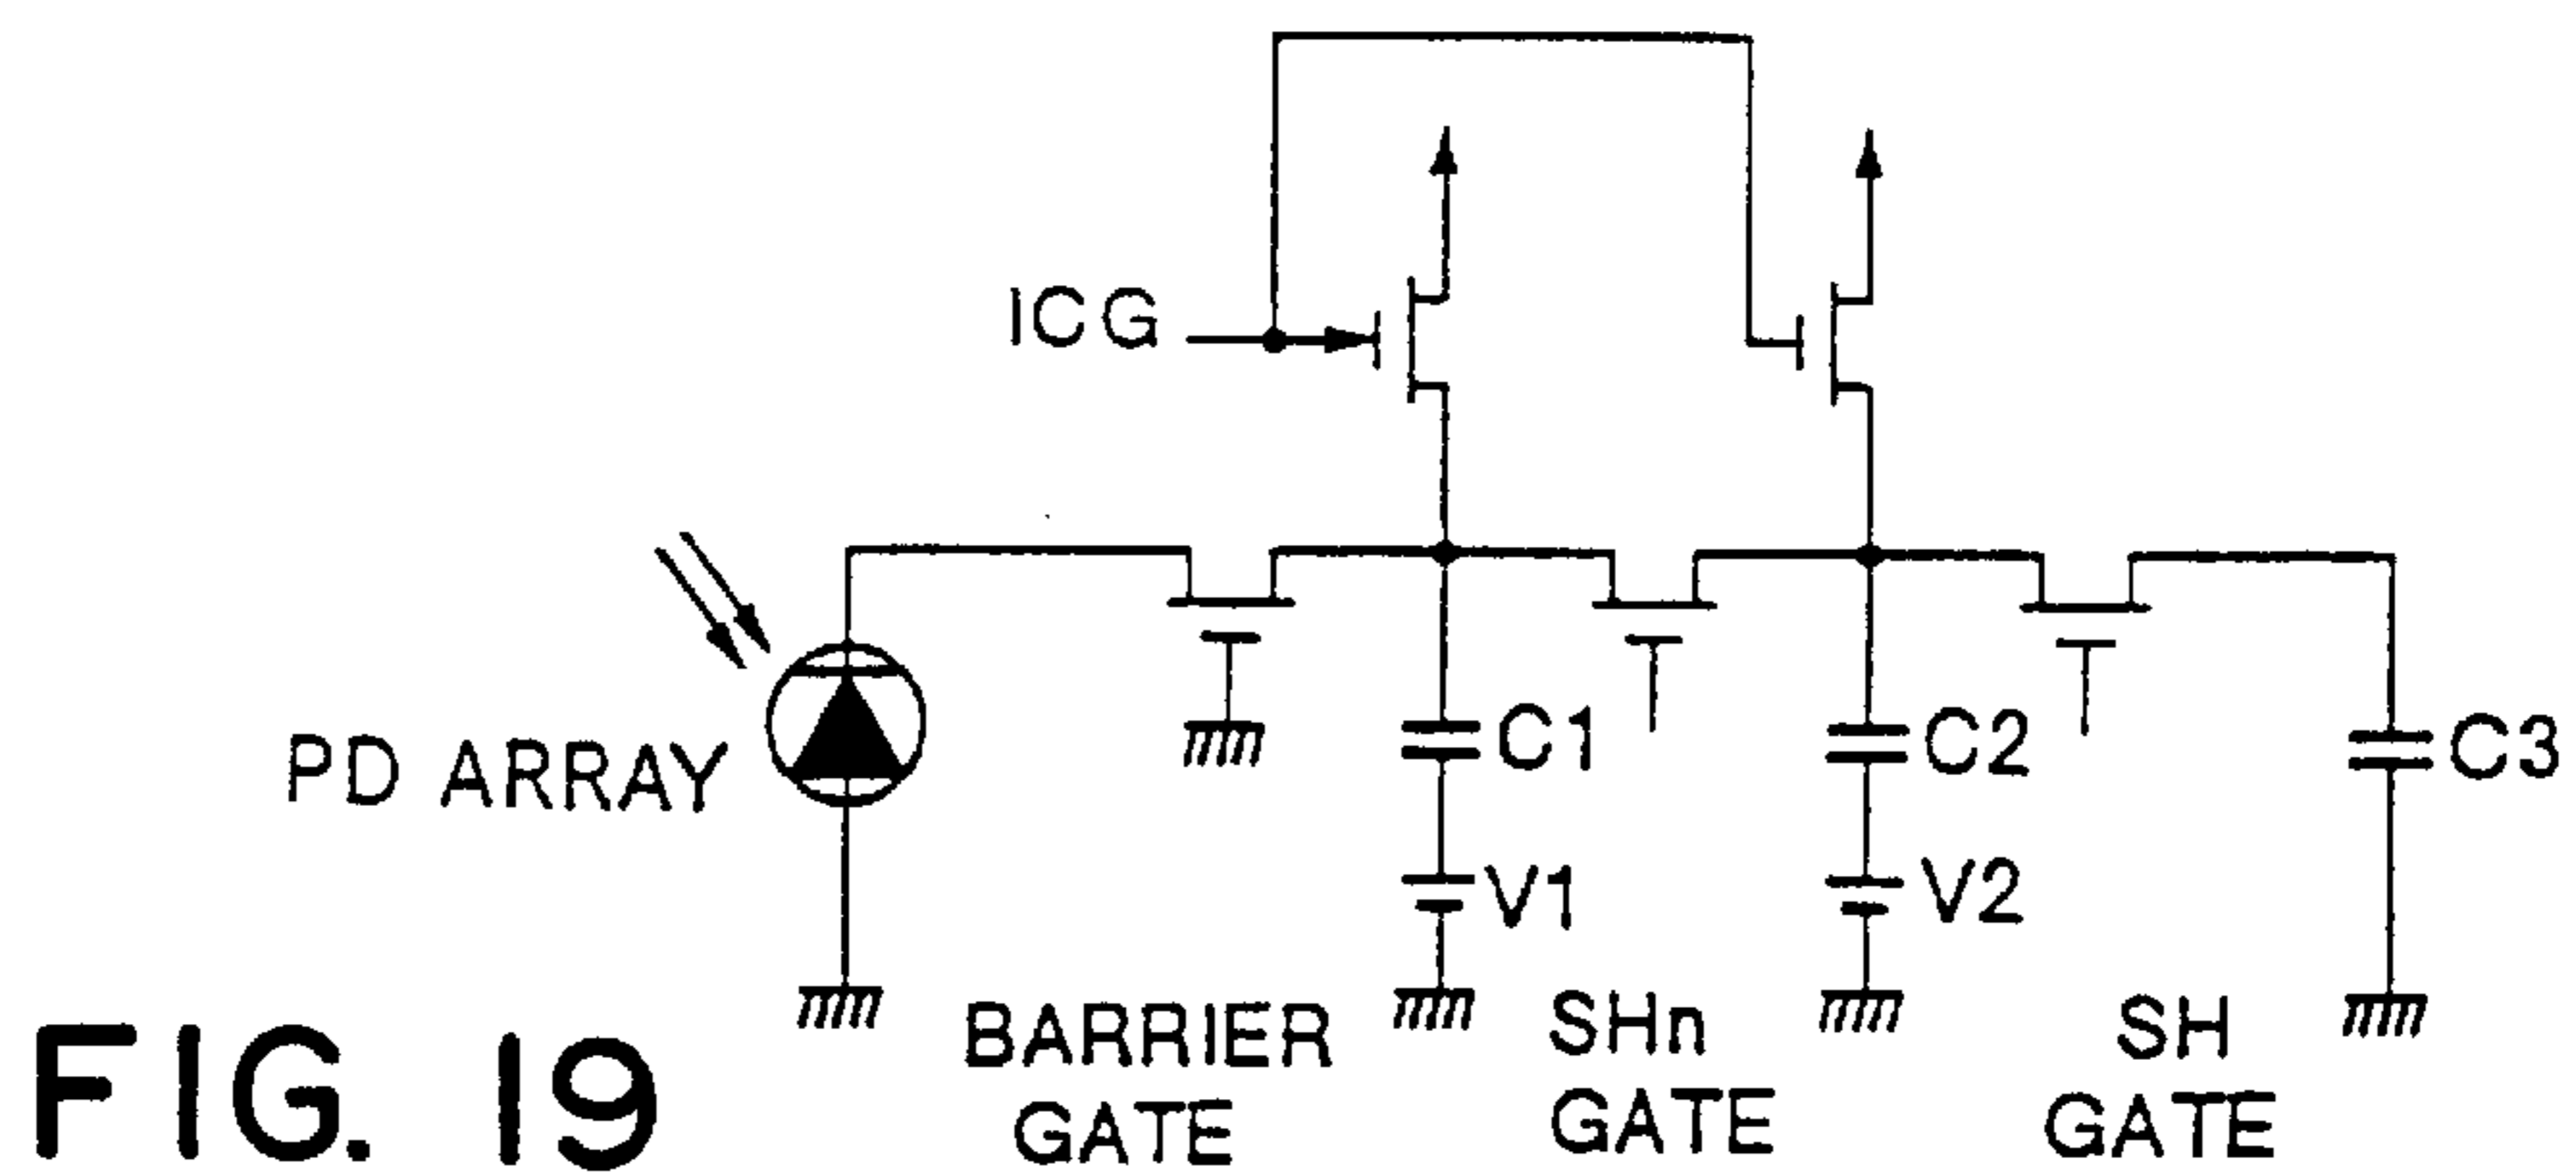 ICG
PD ARRAY
C1
C2
C3
V1
V2
BARRIER
GATE
SHn
GATE
SH
GATE
FIG. 19